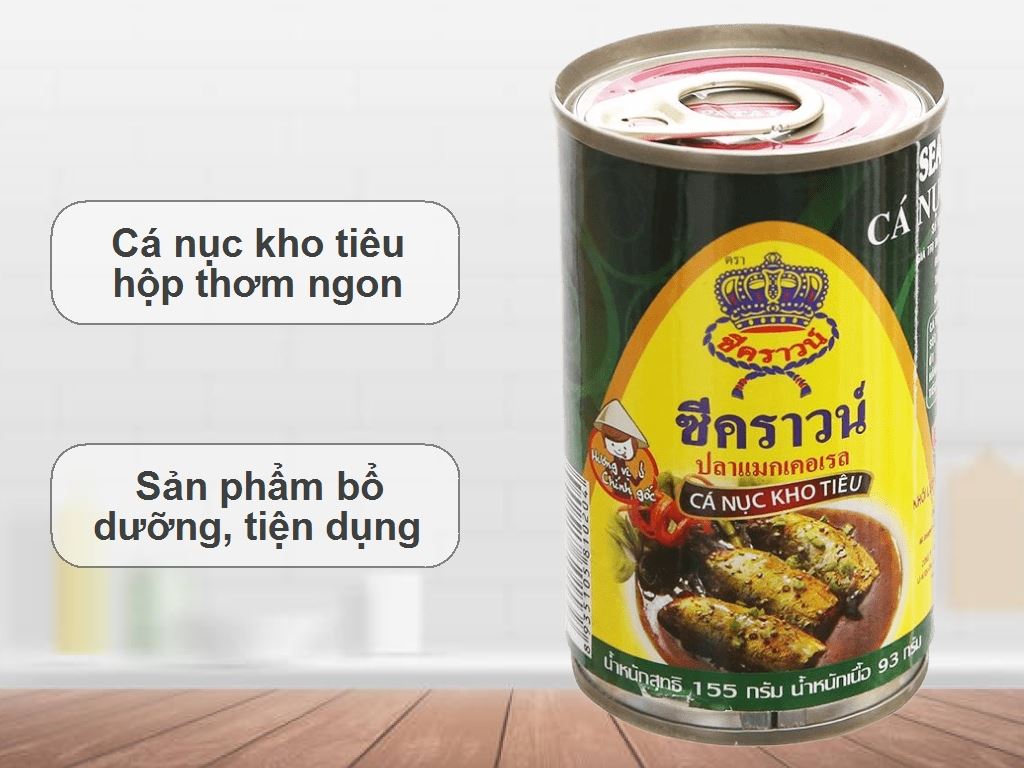 Cá nục kho tiêu
hộp thơm ngon
Sản phẩm bổ
dưỡng, tiện dụng
ตรา
ซีคราวน์
ซีคราวน์
ปลาแมกเคอเรล
CÁ NỤC KHO TIÊU
Hương vị
Chính gốc
น้ำหนักสุทธิ 155 กรัม น้ำหนักเนื้อ 93 กรัม
CÁ